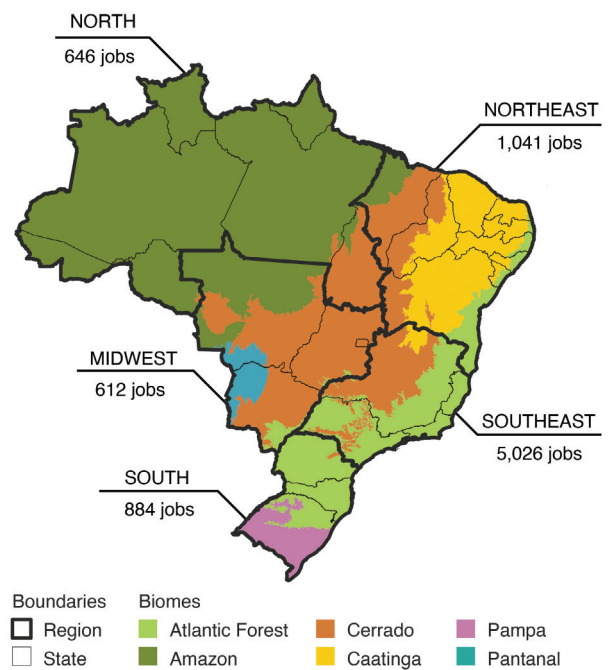 NORTH
646 jobs
NORTHEAST
1,041 jobs
MIDWEST
612 jobs
SOUTHEAST
5,026 jobs
SOUTH
884 jobs
Boundaries
Region
State
Biomes
Atlantic Forest
Amazon
Cerrado
Caatinga
Pampa
Pantanal